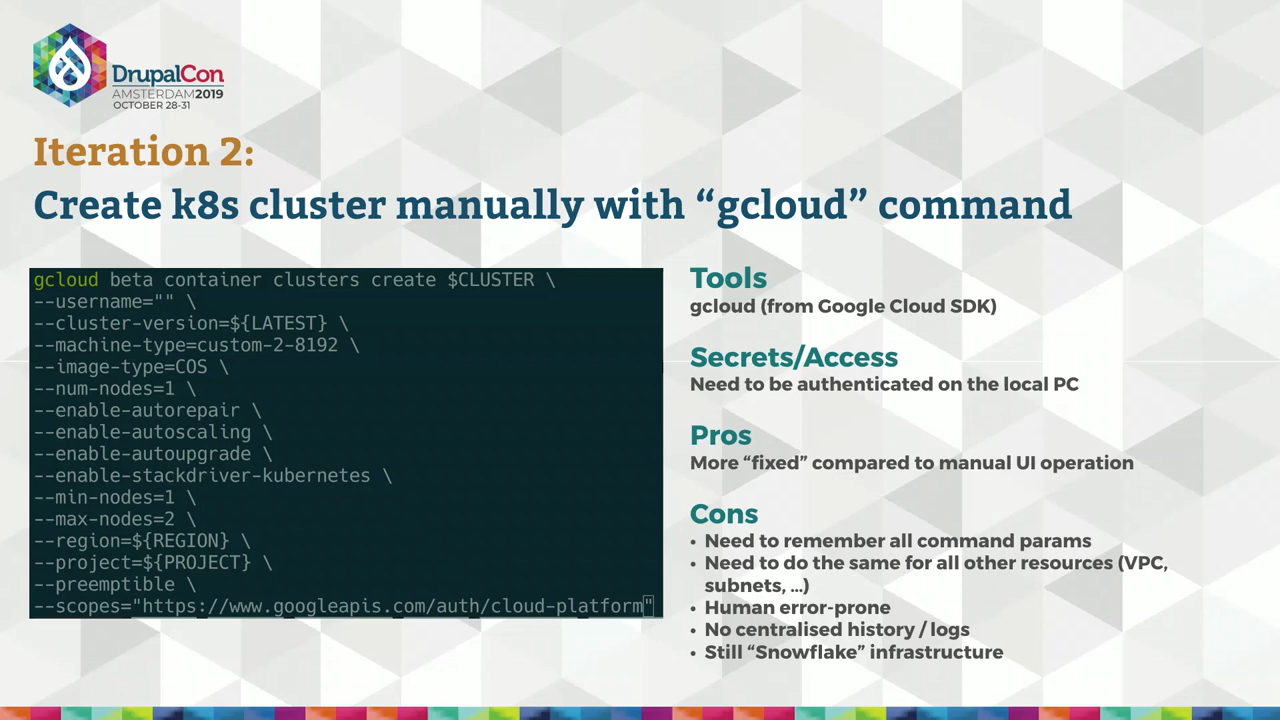 DrupalCon
AMSTERDAM2019
OCTOBER 28-31
Iteration 2:
Create k8s cluster manually with “gcloud” command
gcloud beta container clusters create $CLUSTER \
--username="" \
--cluster-version=${LATEST} \
--machine-type=custom-2-8192 \
--image-type=COS \
--num-nodes=1 \
--enable-autorepair \
--enable-autoscaling \
--enable-autoupgrade \
--enable-stackdriver-kubernetes \
--min-nodes=1 \
--max-nodes=2 \
--region=${REGION} \
--project=${PROJECT} \
--preemptible \
--scopes="https://www.googleapis.com/auth/cloud-platform"
Tools
gcloud (from Google Cloud SDK)
Secrets/Access
Need to be authenticated on the local PC
Pros
More “fixed” compared to manual UI operation
Cons
• Need to remember all command params
• Need to do the same for all other resources (VPC,
subnets, ...)
• Human error-prone
• No centralised history / logs
• Still “Snowflake” infrastructure